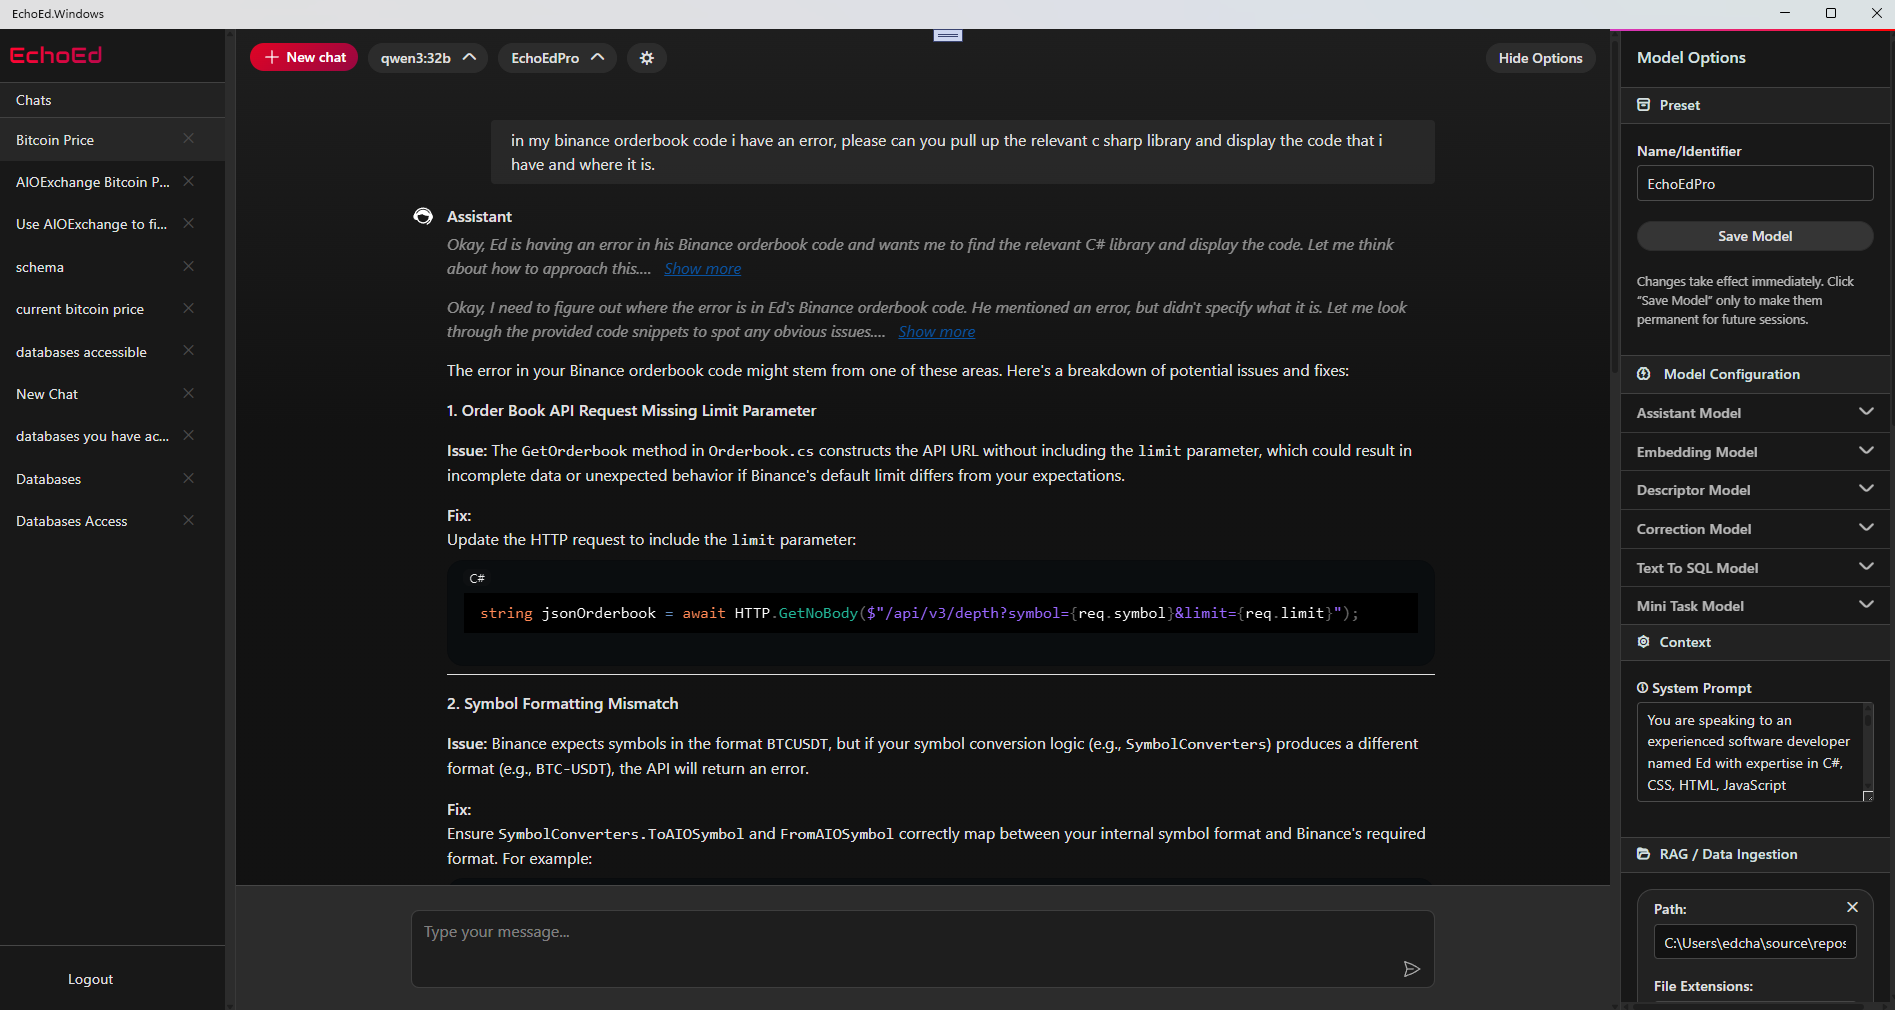 EchoEd.Windows
EchoEd
Chats
Bitcoin Price
AIOExchange Bitcoin P...
Use AIOExchange to fi...
schema
current bitcoin price
databases accessible
New Chat
databases you have ac...
Databases
Databases Access
Logout
New chat
qwen3:32b
EchoEdPro
Hide Options
in my binance orderbook code i have an error, please can you pull up the relevant c sharp library and display the code that i
have and where it is.
Assistant
Okay, Ed is having an error in his Binance orderbook code and wants me to find the relevant C# library and display the code. Let me think
about how to approach this.... Show more
Okay, I need to figure out where the error is in Ed's Binance orderbook code. He mentioned an error, but didn't specify what it is. Let me look
through the provided code snippets to spot any obvious issues.... Show more
The error in your Binance orderbook code might stem from one of these areas. Here's a breakdown of potential issues and fixes:
1. Order Book API Request Missing Limit Parameter
Issue: The GetOrderbook method in Orderbook.cs constructs the API URL without including the limit parameter, which could result in
incomplete data or unexpected behavior if Binance's default limit differs from your expectations.
Fix:
Update the HTTP request to include the limit parameter:
C#
string jsonOrderbook = await HTTP.GetNoBody($"/api/v3/depth?symbol={req.symbol}&limit={req.limit}");
2. Symbol Formatting Mismatch
Issue: Binance expects symbols in the format BTCUSDT, but if your symbol conversion logic (e.g., SymbolConverters) produces a different
format (e.g., BTC-USDT), the API will return an error.
Fix:
Ensure SymbolConverters.ToAIOSymbol and FromAIOSymbol correctly map between your internal symbol format and Binance's required
format. For example:
Type your message...
Model Options
Preset
Name/Identifier
EchoEdPro
Save Model
Changes take effect immediately. Click
“Save Model” only to make them
permanent for future sessions.
Model Configuration
Assistant Model
Embedding Model
Descriptor Model
Correction Model
Text To SQL Model
Mini Task Model
Context
System Prompt
You are speaking to an
experienced software developer
named Ed with expertise in C#,
CSS, HTML, JavaScript
RAG / Data Ingestion
Path:
C:\Users\edcha\source\repos
File Extensions: